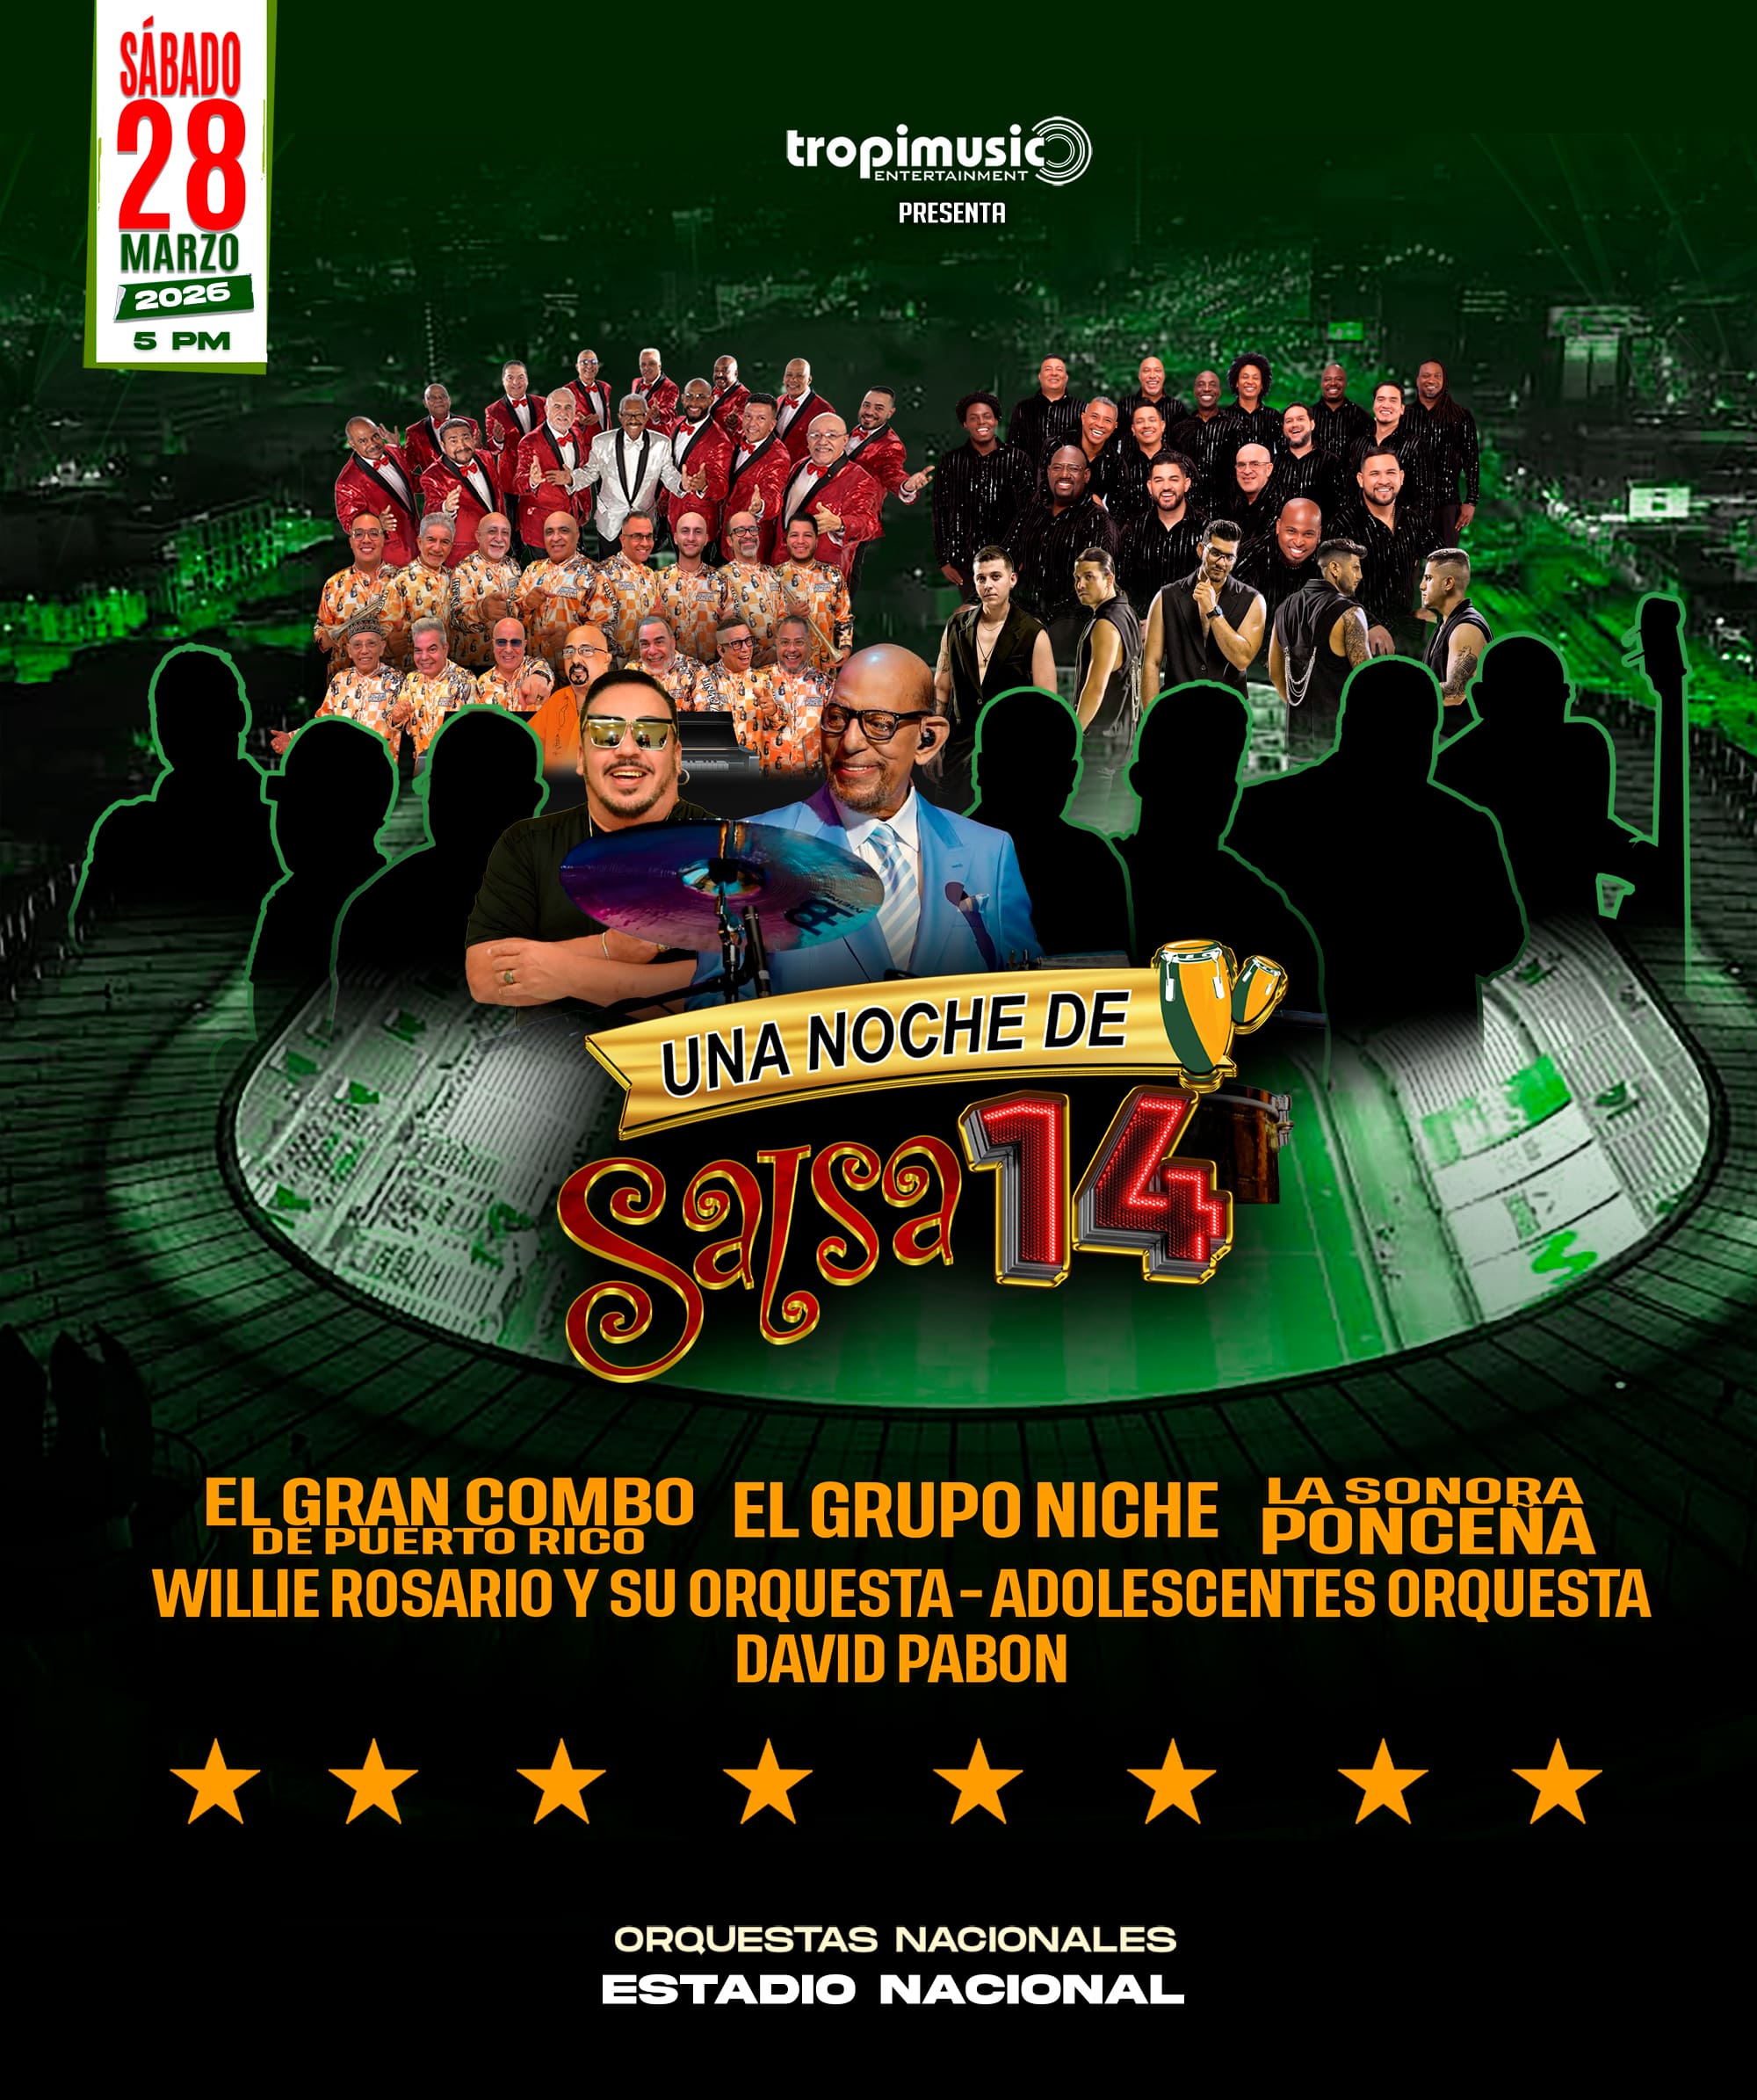 SÁBADO
28
MARZO
2026
5 PM
tropimusic
ENTERTAINMENT
PRESENTA
UNA NOCHE DE
Salsa 14
EL GRAN COMBO
DE PUERTO RICO
EL GRUPO NICHE
LA SONORA
PONCEÑA
WILLIE ROSARIO Y SU ORQUESTA - ADOLESCENTES ORQUESTA
DAVID PABON
ORQUESTAS NACIONALES
ESTADIO NACIONAL